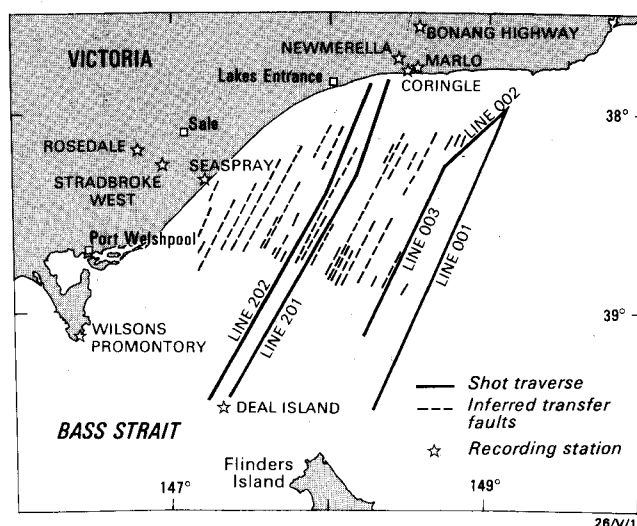 BONANG HIGHWAY
NEWMERELLA
VICTORIA
MARLO
Lakes Entrance
CORINGLE
LINE 002
38°
Sale
ROSEDALE
SEASPRAY
STRADBROKE
WEST
Port Welshpool
LINE 003
LINE 001
LINE 202
LINE 201
39°
WILSONS
PROMONTORY
Shot traverse
DEAL ISLAND
Inferred transfer
faults
BASS STRAIT
Recording station
Flinders
Island
147°
149°